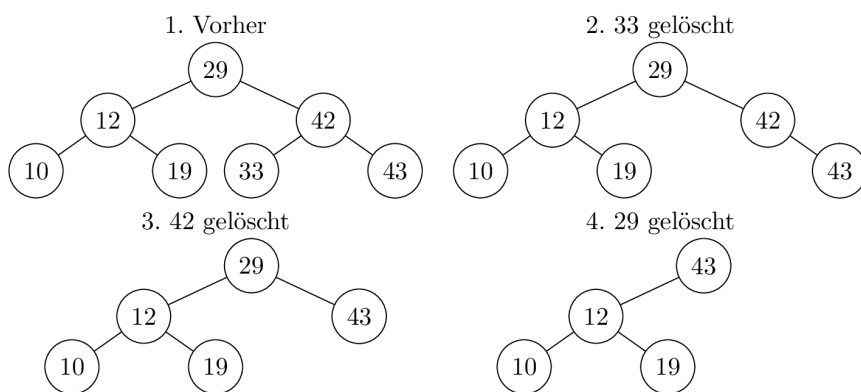 1. Vorher
29
12 42
10 19 33 43
2. 33 gelöscht
29
12 42
10 19 43
3. 42 gelöscht
29
12 43
10 19
4. 29 gelöscht
43
12
10 19